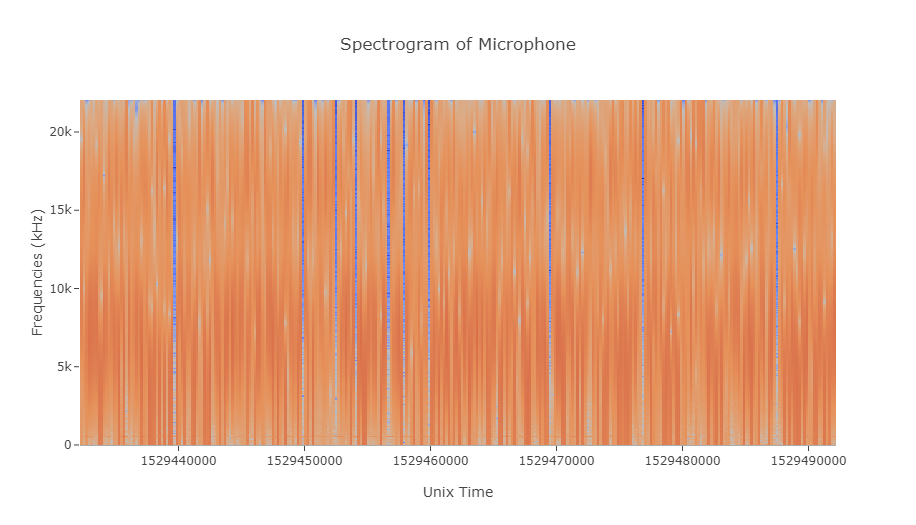 Spectrogram of Microphone
20k
15k
10k
5k
0
Frequencies (kHz)
1529440000 1529450000 1529460000 1529470000 1529480000 1529490000
Unix Time